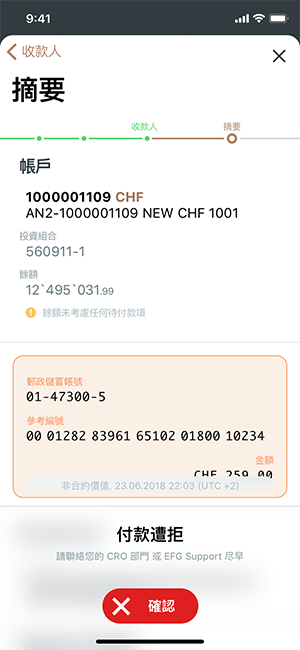 9:41
收款人
摘要
收款人 摘要
帳戶
1000001109 CHF
AN2-1000001109 NEW CHF 1001
投資組合
560911-1
餘額
12`495`031.99
餘額未考慮任何待付款項
郵政儲蓄帳號
01-47300-5
參考編號
00 01282 83961 65102 01800 10234
金額
CHF 259.00
非合約價值. 23.06.2018 22:03 (UTC +2)
付款遭拒
請聯絡您的 CRO 部門 或 EFG Support 尽早
確認